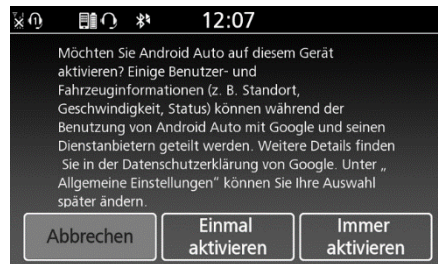 12:07
Möchten Sie Android Auto auf diesem Gerät
aktivieren? Einige Benutzer- und
Fahrzeuginformationen (z. B. Standort,
Geschwindigkeit, Status) können während der
Benutzung von Android Auto mit Google und seinen
Dienstanbietern geteilt werden. Weitere Details finden
Sie in der Datenschutzerklärung von Google. Unter „
Allgemeine Einstellungen“ können Sie Ihre Auswahl
später ändern.
Abbrechen
Einmal
aktivieren
Immer
aktivieren